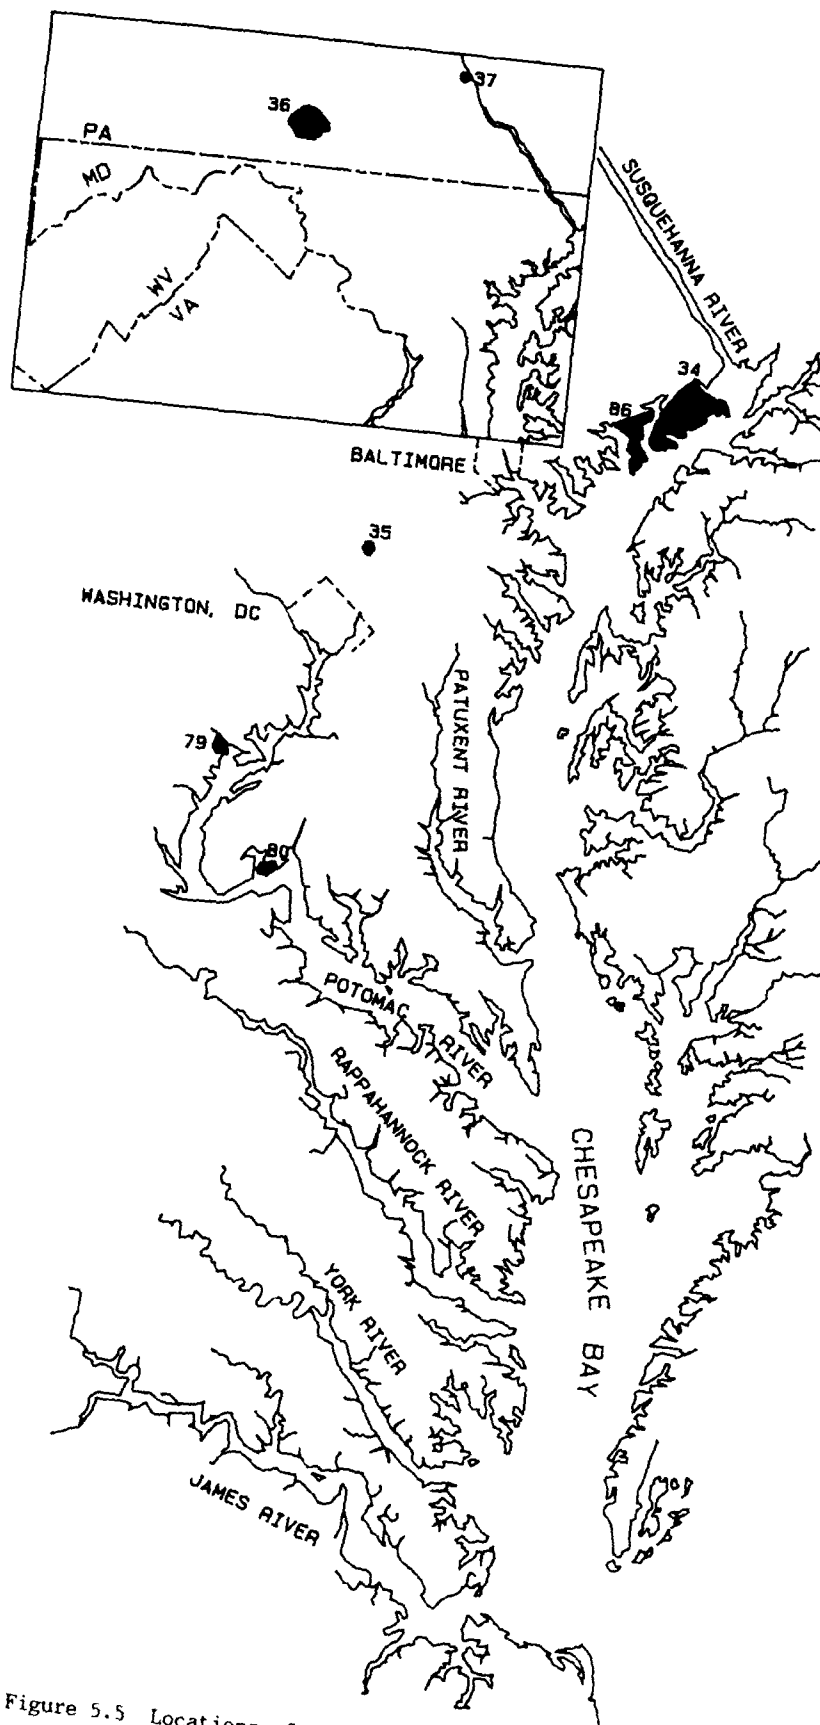 37
36
PA
MD
WV
VA
SUSQUEHANNA RIVER
34
86
BALTIMORE
35
WASHINGTON, DC
79
PATUXENT RIVER
80
POTOMAC RIVER
RAPPAHANNOCK RIVER
CHESAPEAKE BAY
YORK RIVER
JAMES RIVER
Figure 5.5 Locations